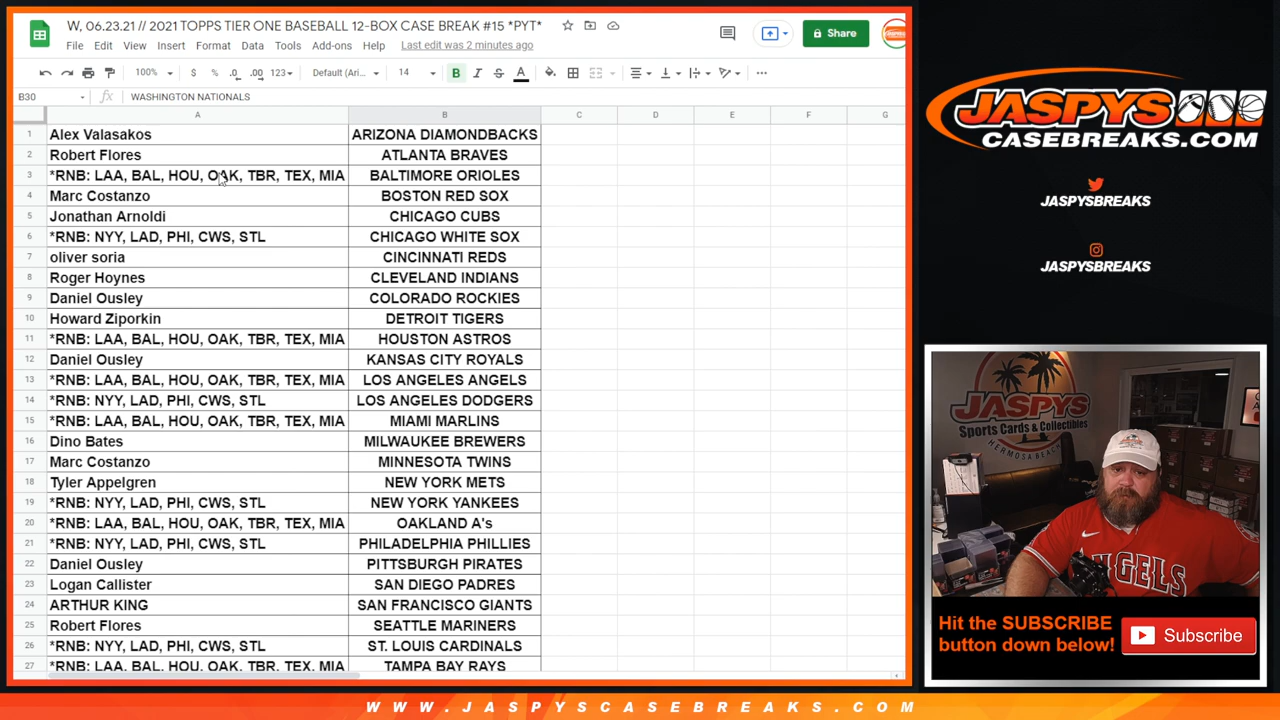 W, 06.23.21 // 2021 TOPPS TIER ONE BASEBALL 12-BOX CASE BREAK #15 *PYT*
File Edit View Insert Format Data Tools Add-ons Help Last edit was 2 minutes ago
Share
100% $ % .0 .00 123 Default (Ari... 14 B I S A
B30 fx WASHINGTON NATIONALS
A B C D E F G
1 Alex Valasakos ARIZONA DIAMONDBACKS
2 Robert Flores ATLANTA BRAVES
3 *RNB: LAA, BAL, HOU, OAK, TBR, TEX, MIA BALTIMORE ORIOLES
4 Marc Costanzo BOSTON RED SOX
5 Jonathan Arnoldi CHICAGO CUBS
6 *RNB: NYY, LAD, PHI, CWS, STL CHICAGO WHITE SOX
7 oliver soria CINCINNATI REDS
8 Roger Hoynes CLEVELAND INDIANS
9 Daniel Ousley COLORADO ROCKIES
10 Howard Ziporkin DETROIT TIGERS
11 *RNB: LAA, BAL, HOU, OAK, TBR, TEX, MIA HOUSTON ASTROS
12 Daniel Ousley KANSAS CITY ROYALS
13 *RNB: LAA, BAL, HOU, OAK, TBR, TEX, MIA LOS ANGELES ANGELS
14 *RNB: NYY, LAD, PHI, CWS, STL LOS ANGELES DODGERS
15 *RNB: LAA, BAL, HOU, OAK, TBR, TEX, MIA MIAMI MARLINS
16 Dino Bates MILWAUKEE BREWERS
17 Marc Costanzo MINNESOTA TWINS
18 Tyler Appelgren NEW YORK METS
19 *RNB: NYY, LAD, PHI, CWS, STL NEW YORK YANKEES
20 *RNB: LAA, BAL, HOU, OAK, TBR, TEX, MIA OAKLAND A's
21 *RNB: NYY, LAD, PHI, CWS, STL PHILADELPHIA PHILLIES
22 Daniel Ousley PITTSBURGH PIRATES
23 Logan Callister SAN DIEGO PADRES
24 ARTHUR KING SAN FRANCISCO GIANTS
25 Robert Flores SEATTLE MARINERS
26 *RNB: NYY, LAD, PHI, CWS, STL ST. LOUIS CARDINALS
27 *RNB: LAA, BAL, HOU, OAK, TBR, TEX, MIA TAMPA BAY RAYS
JASPYS
CASEBREAKS.COM
JASPYSBREAKS
JASPYSBREAKS
JASPYS
Sports Cards & Collectibles
HERMOSA BEACH
ANGELS
Hit the SUBSCRIBE
button down below!
Subscribe
WWW.JASPYSCASEBREAKS.COM